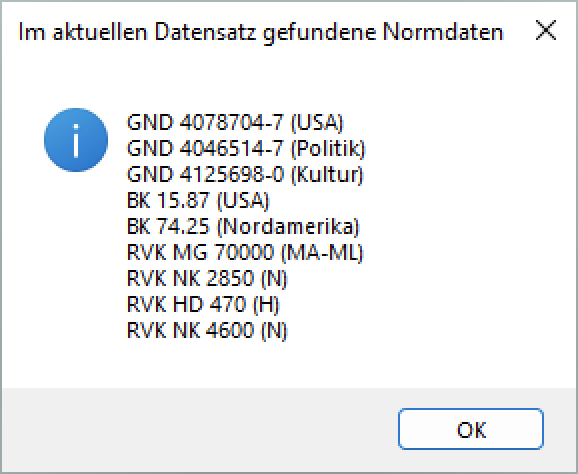 Im aktuellen Datensatz gefundene Normdaten
GND 4078704-7 (USA)
GND 4046514-7 (Politik)
GND 4125698-0 (Kultur)
BK 15.87 (USA)
BK 74.25 (Nordamerika)
RVK MG 70000 (MA-ML)
RVK NK 2850 (N)
RVK HD 470 (H)
RVK NK 4600 (N)
OK